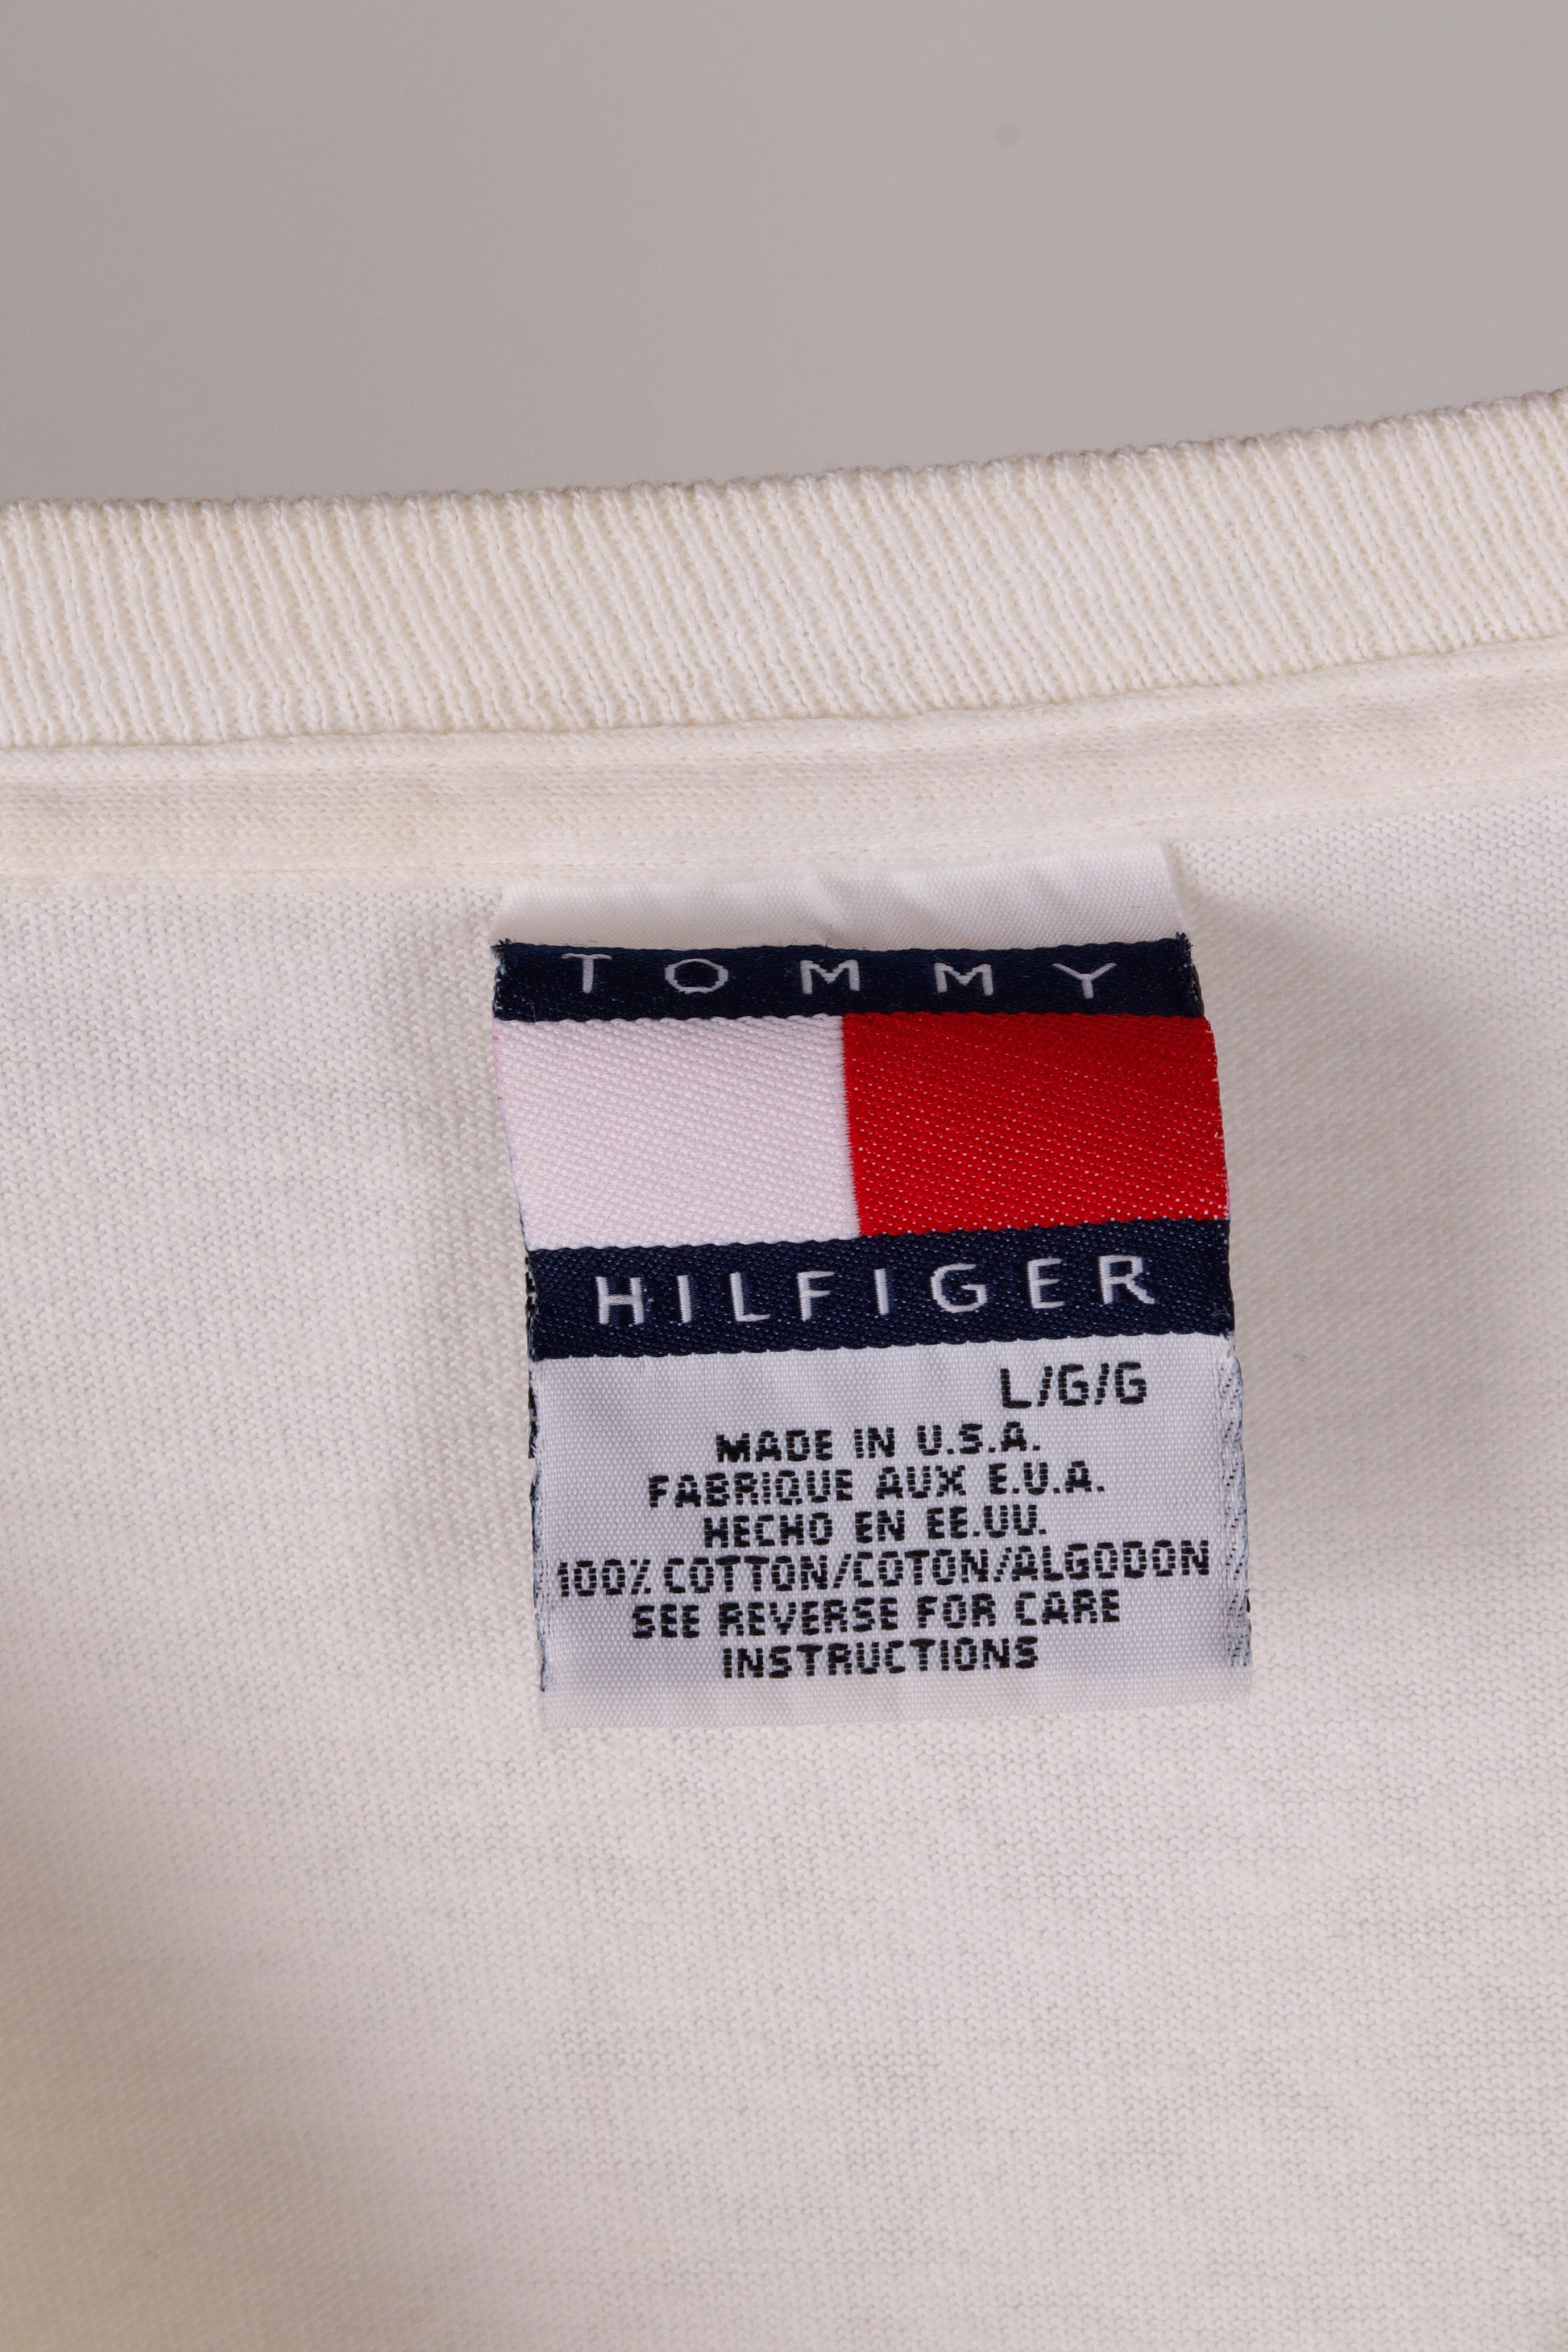 TOMMY
HILFIGER
L/G/G
MADE IN U.S.A.
FABRIQUE AUX E.U.A.
HECHO EN EE.UU.
100% COTTON/COTON/ALGODON
SEE REVERSE FOR CARE
INSTRUCTIONS